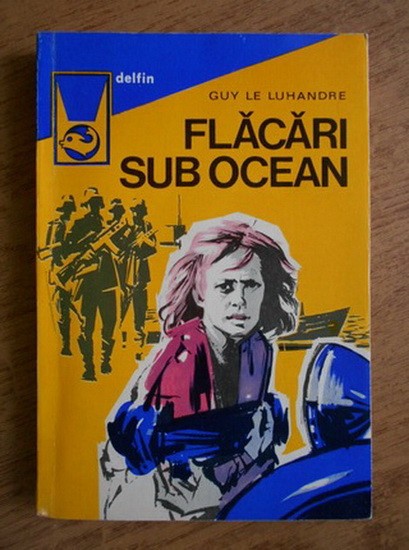 delfin
GUY LE LUHANDRE
FLĂCĂRI
SUB OCEAN